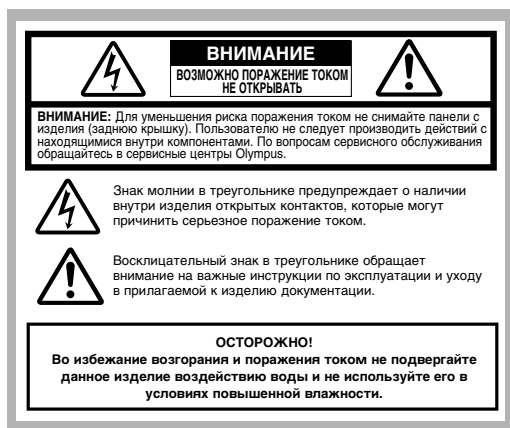 ВНИМАНИЕ
ВОЗМОЖНО ПОРАЖЕНИЕ ТОКОМ
НЕ ОТКРЫВАТЬ
ВНИМАНИЕ: Для уменьшения риска поражения током не снимайте панели с
изделия (заднюю крышку). Пользователю не следует производить действий с
находящимися внутри компонентами. По вопросам сервисного обслуживания
обращайтесь в сервисные центры Olympus.
Знак молнии в треугольнике предупреждает о наличии
внутри изделия открытых контактов, которые могут
причинить серьезное поражение током.
Восклицательный знак в треугольнике обращает
внимание на важные инструкции по эксплуатации и уходу
в прилагаемой к изделию документации.
ОСТОРОЖНО!
Во избежание возгорания и поражения током не подвергайте
данное изделие воздействию воды и не используйте его в
условиях повышенной влажности.